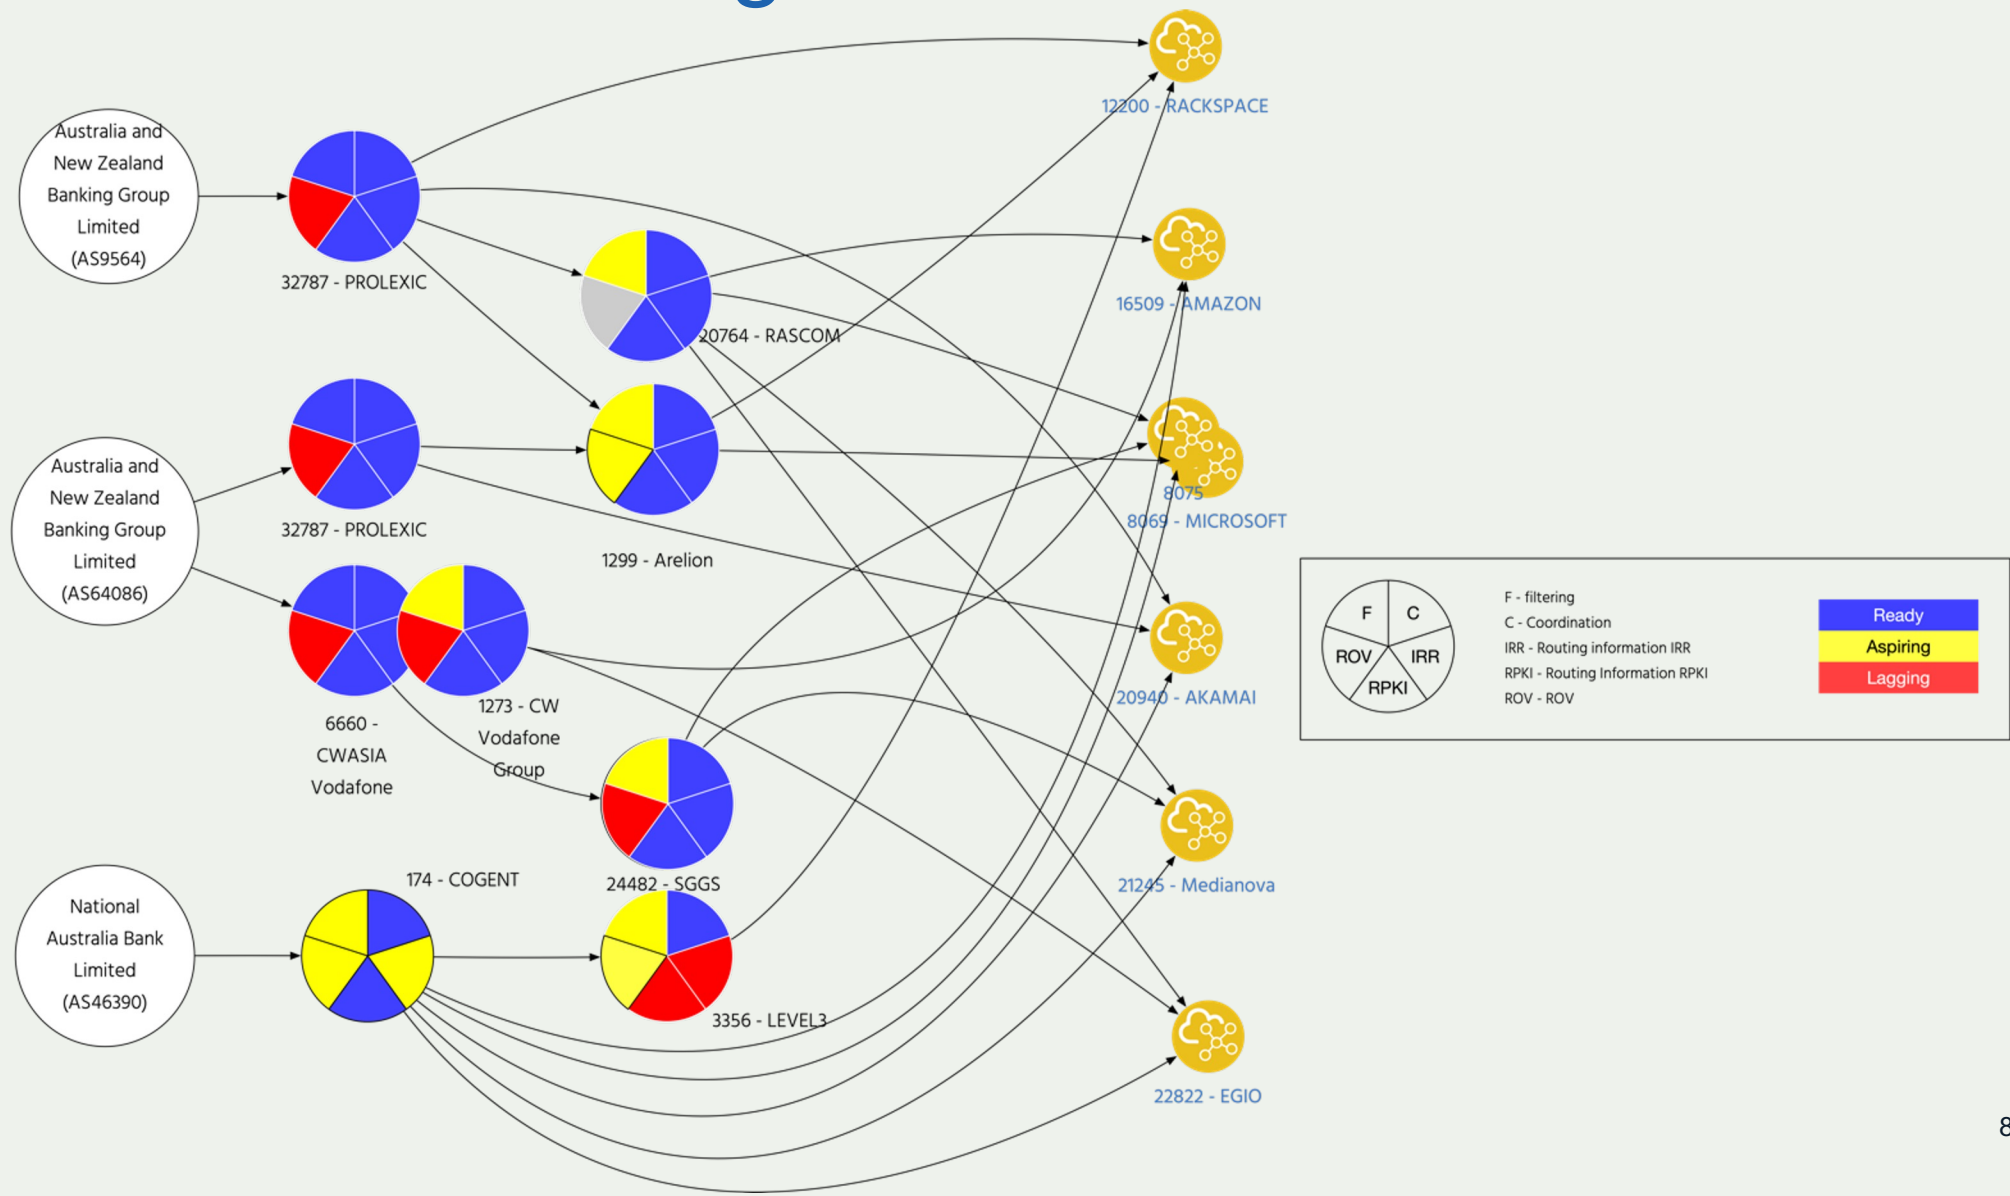 g
12200 - RACKSPACE
Australia and
New Zealand
Banking Group
Limited
(AS9564)
32787 - PROLEXIC
16509 - AMAZON
20764 - RASCOM
Australia and
New Zealand
Banking Group
Limited
(AS64086)
32787 - PROLEXIC
1299 - Arelion
8075
8069 - MICROSOFT
6660 -
CWASIA
Vodafone
1273 - CW
Vodafone
Group
20940 - AKAMAI
24482 - SGGS
21245 - Medianova
National
Australia Bank
Limited
(AS46390)
174 - COGENT
3356 - LEVEL3
22822 - EGIO
F
C
ROV
IRR
RPKI
F - filtering
C - Coordination
IRR - Routing information IRR
RPKI - Routing Information RPKI
ROV - ROV
Ready
Aspiring
Lagging
8